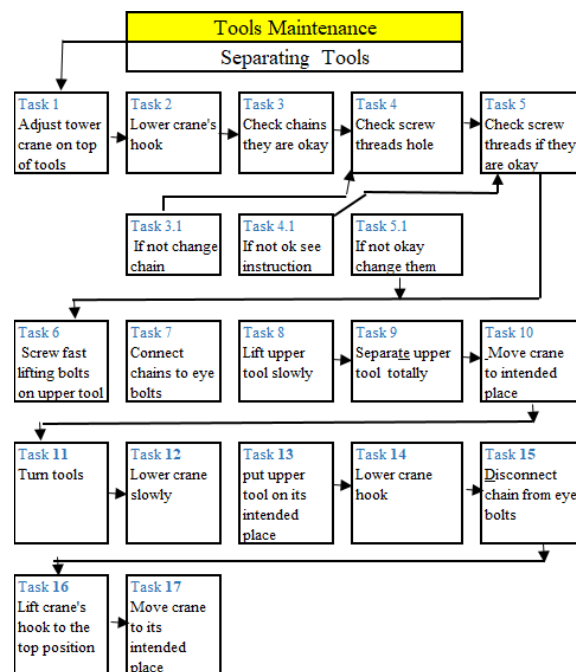 Tools Maintenance
Separating Tools
Task 1
Adjust tower
crane on top
of tools
Task 2
Lower crane's
hook
Task 3
Check chains
they are okay
Task 4
Check screw
threads hole
Task 5
Check screw
threads if they
are okay
Task 3.1
If not change
chain
Task 4.1
If not ok see
instruction
Task 5.1
If not okay
change them
Task 6
Screw fast
lifting bolts
on upper tool
Task 7
Connect
chains to eye
bolts
Task 8
Lift upper
tool slowly
Task 9
Separate upper
tool totally
Task 10
Move crane
to intended
place
Task 11
Turn tools
Task 12
Lower crane
slowly
Task 13
put upper
tool on its
intended
place
Task 14
Lower crane
hook
Task 15
Disconnect
chain from eye
bolts
Task 16
Lift crane's
hook to the
top position
Task 17
Move crane
to its
intended
place